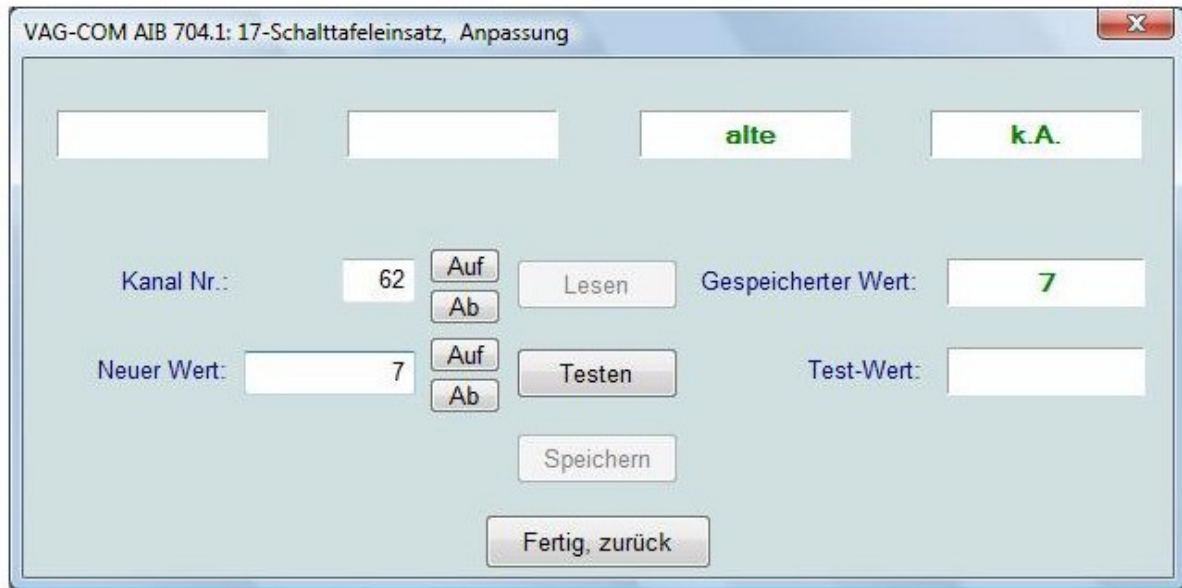 VAG-COM AIB 704.1: 17-Schalttafeleinsatz, Anpassung
alte k.A.
Kanal Nr.: 62 Auf Ab Lesen Gespeicherter Wert: 7
Neuer Wert: 7 Auf Ab Testen Test-Wert:
Speichern
Fertig, zurück